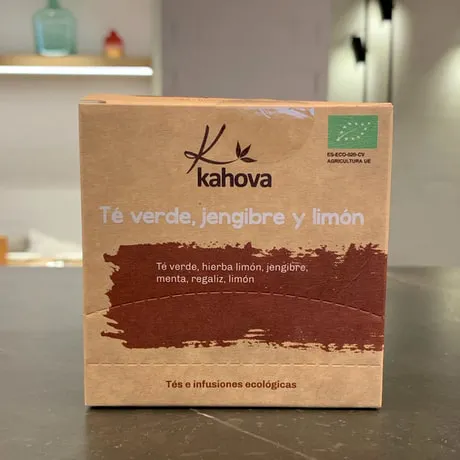 kahova
ES-ECO-020-CV
AGRICULTURA UE
Té verde, jengibre y limón
Té verde, hierba limón, jengibre,
menta, regaliz, limón
Tés e infusiones ecológicas